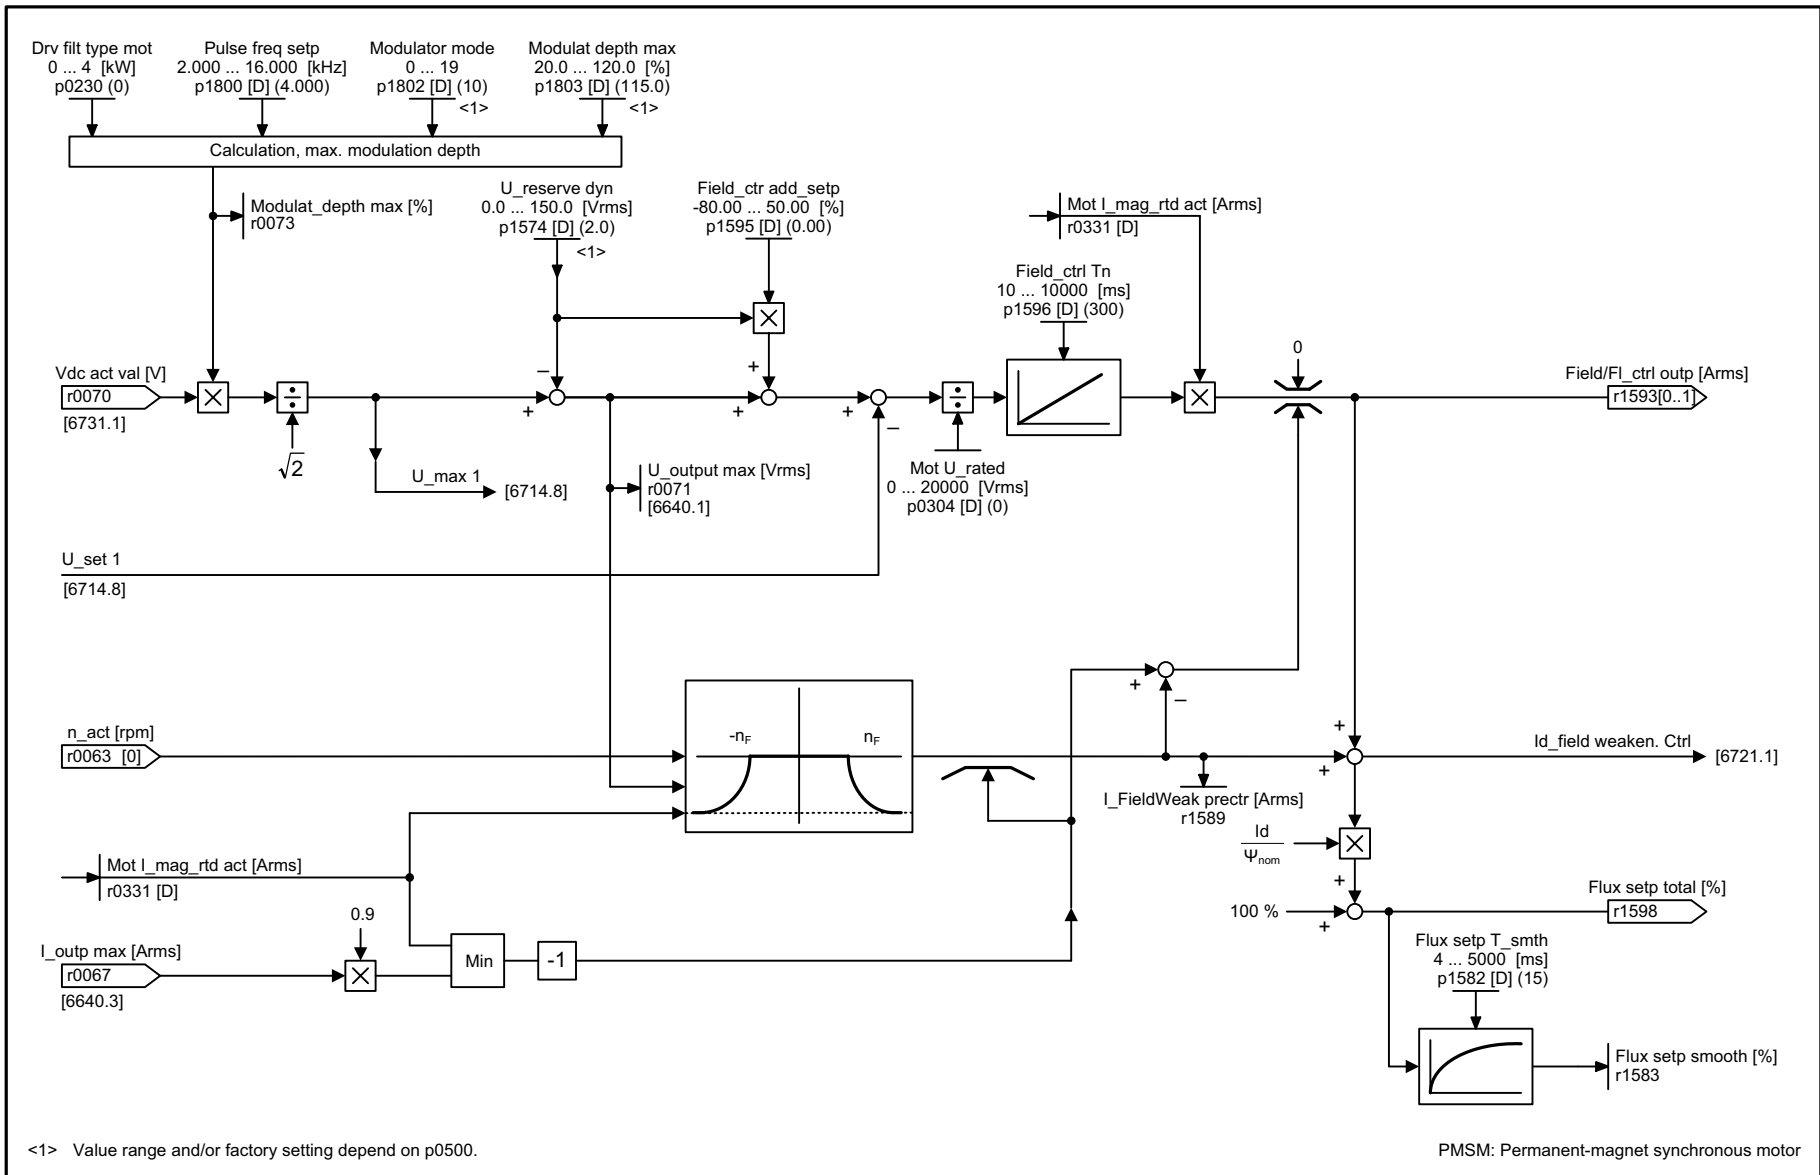 Drv filt type mot
0 ... 4 [kW]
p0230 (0)
Pulse freq setp
2.000 ... 16.000 [kHz]
p1800 [D] (4.000)
Modulator mode
0 ... 19
p1802 [D] (10)
<1>
Modulat depth max
20.0 ... 120.0 [%]
p1803 [D] (115.0)
<1>
Calculation, max. modulation depth
Modulat_depth max [%]
r0073
U_reserve dyn
0.0 ... 150.0 [Vrms]
p1574 [D] (2.0)
<1>
Field_ctr add_setp
-80.00 ... 50.00 [%]
p1595 [D] (0.00)
Mot I_mag_rtd act [Arms]
r0331 [D]
Field_ctrl Tn
10 ... 10000 [ms]
p1596 [D] (300)
0
Vdc act val [V]
r0070
[6731.1]
×
÷
√2
–
+
×
+
+
+
–
÷
×
Field/Fl_ctrl outp [Arms]
r1593[0..1]
U_max 1
[6714.8]
U_output max [Vrms]
r0071
[6640.1]
Mot U_rated
0 ... 20000 [Vrms]
p0304 [D] (0)
U_set 1
[6714.8]
+
–
n_act [rpm]
r0063 [0]
-nF
nF
+
+
Id_field weaken. Ctrl
[6721.1]
I_FieldWeak prectr [Arms]
r1589
Id
Ψnom
×
Mot I_mag_rtd act [Arms]
r0331 [D]
0.9
I_outp max [Arms]
r0067
[6640.3]
×
Min
-1
+
100 %
+
Flux setp total [%]
r1598
Flux setp T_smth
4 ... 5000 [ms]
p1582 [D] (15)
Flux setp smooth [%]
r1583
<1> Value range and/or factory setting depend on p0500.
PMSM: Permanent-magnet synchronous motor